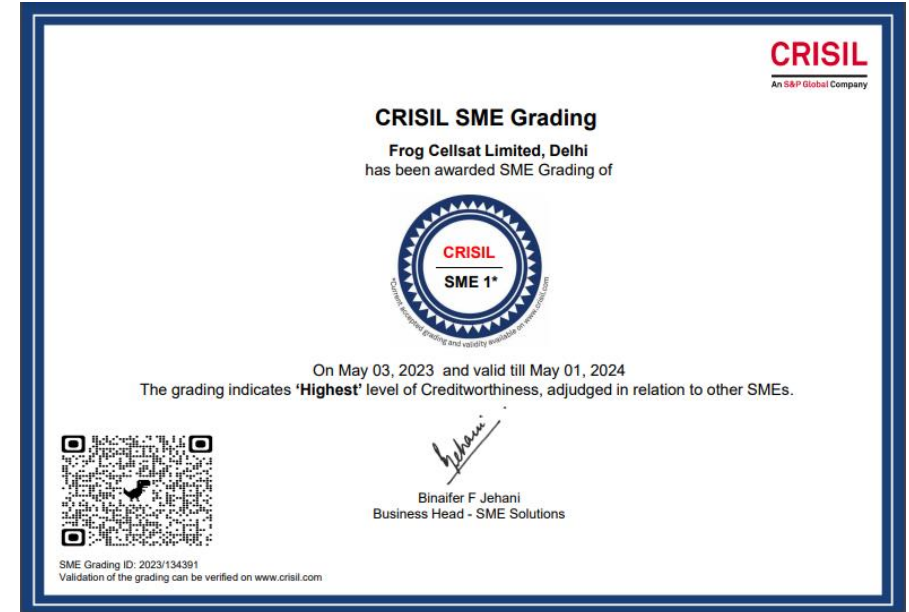 CRISIL
An S&P Global Company
CRISIL SME Grading
Frog Cellsat Limited, Delhi
has been awarded SME Grading of
CRISIL
SME 1*
*Current accepted grading and validity available on www.crisil.com
On May 03, 2023 and valid till May 01, 2024
The grading indicates ‘Highest’ level of Creditworthiness, adjudged in relation to other SMEs.
Jehani
Binaifer F Jehani
Business Head - SME Solutions
SME Grading ID: 2023/134391
Validation of the grading can be verified on www.crisil.com